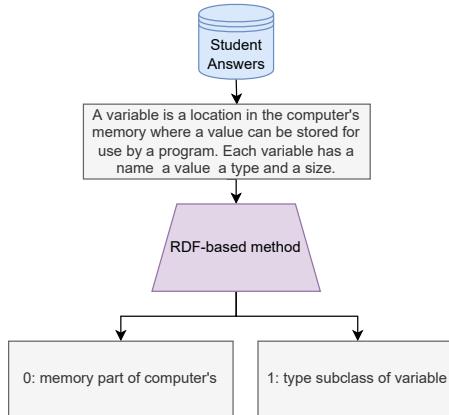 Student
Answers
A variable is a location in the computer's
memory where a value can be stored for
use by a program. Each variable has a
name  a value  a type and a size.
RDF-based method
0: memory part of computer's
1: type subclass of variable